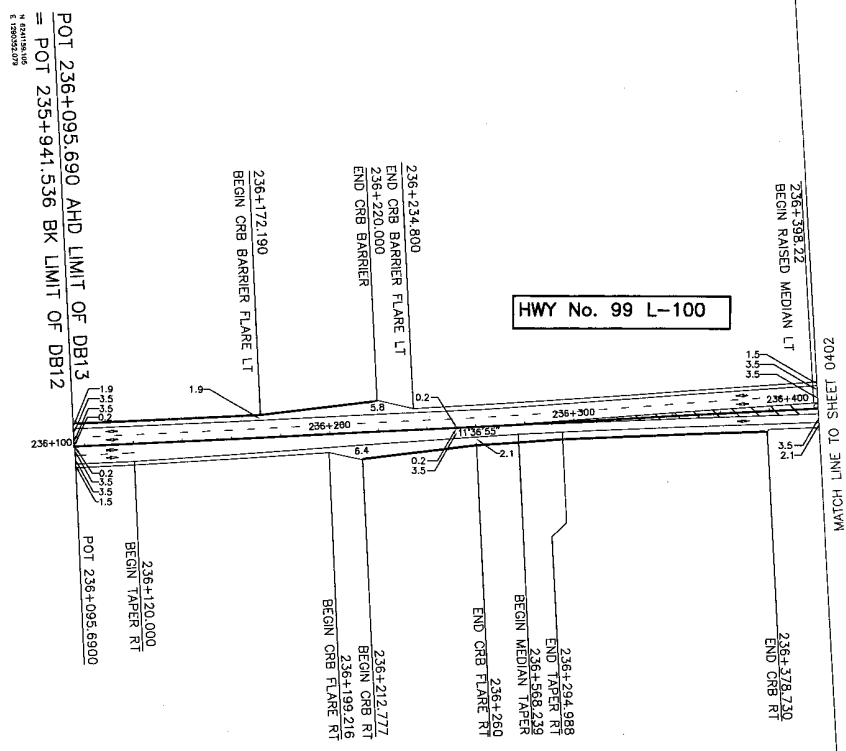 POT 236+095.690 AHD LIMIT OF DB13
= POT 235+941.536 BK LIMIT OF DB12
N 6241159.105
E 1290352.079
236+172.190
BEGIN CRB BARRIER FLARE LT
236+234.800
END CRB BARRIER FLARE LT
236+220.000
END CRB BARRIER
236+398.22
BEGIN RAISED MEDIAN LT
HWY No. 99 L-100
MATCH LINE TO SHEET 0402
1.9
3.5
3.5
0.2
1.9
5.8
0.2
1.5
3.5
3.5
236+100
236+200
236+300
236+400
11°36'55"
0.2
3.5
3.5
1.5
6.4
0.2
3.5
2.1
3.5
2.1
POT 236+095.6900
236+120.000
BEGIN TAPER RT
236+199.216
BEGIN CRB FLARE RT
236+212.777
BEGIN CRB RT
236+260
END CRB FLARE RT
236+568.239
BEGIN MEDIAN TAPER
236+294.988
END TAPER RT
236+378.730
END CRB RT